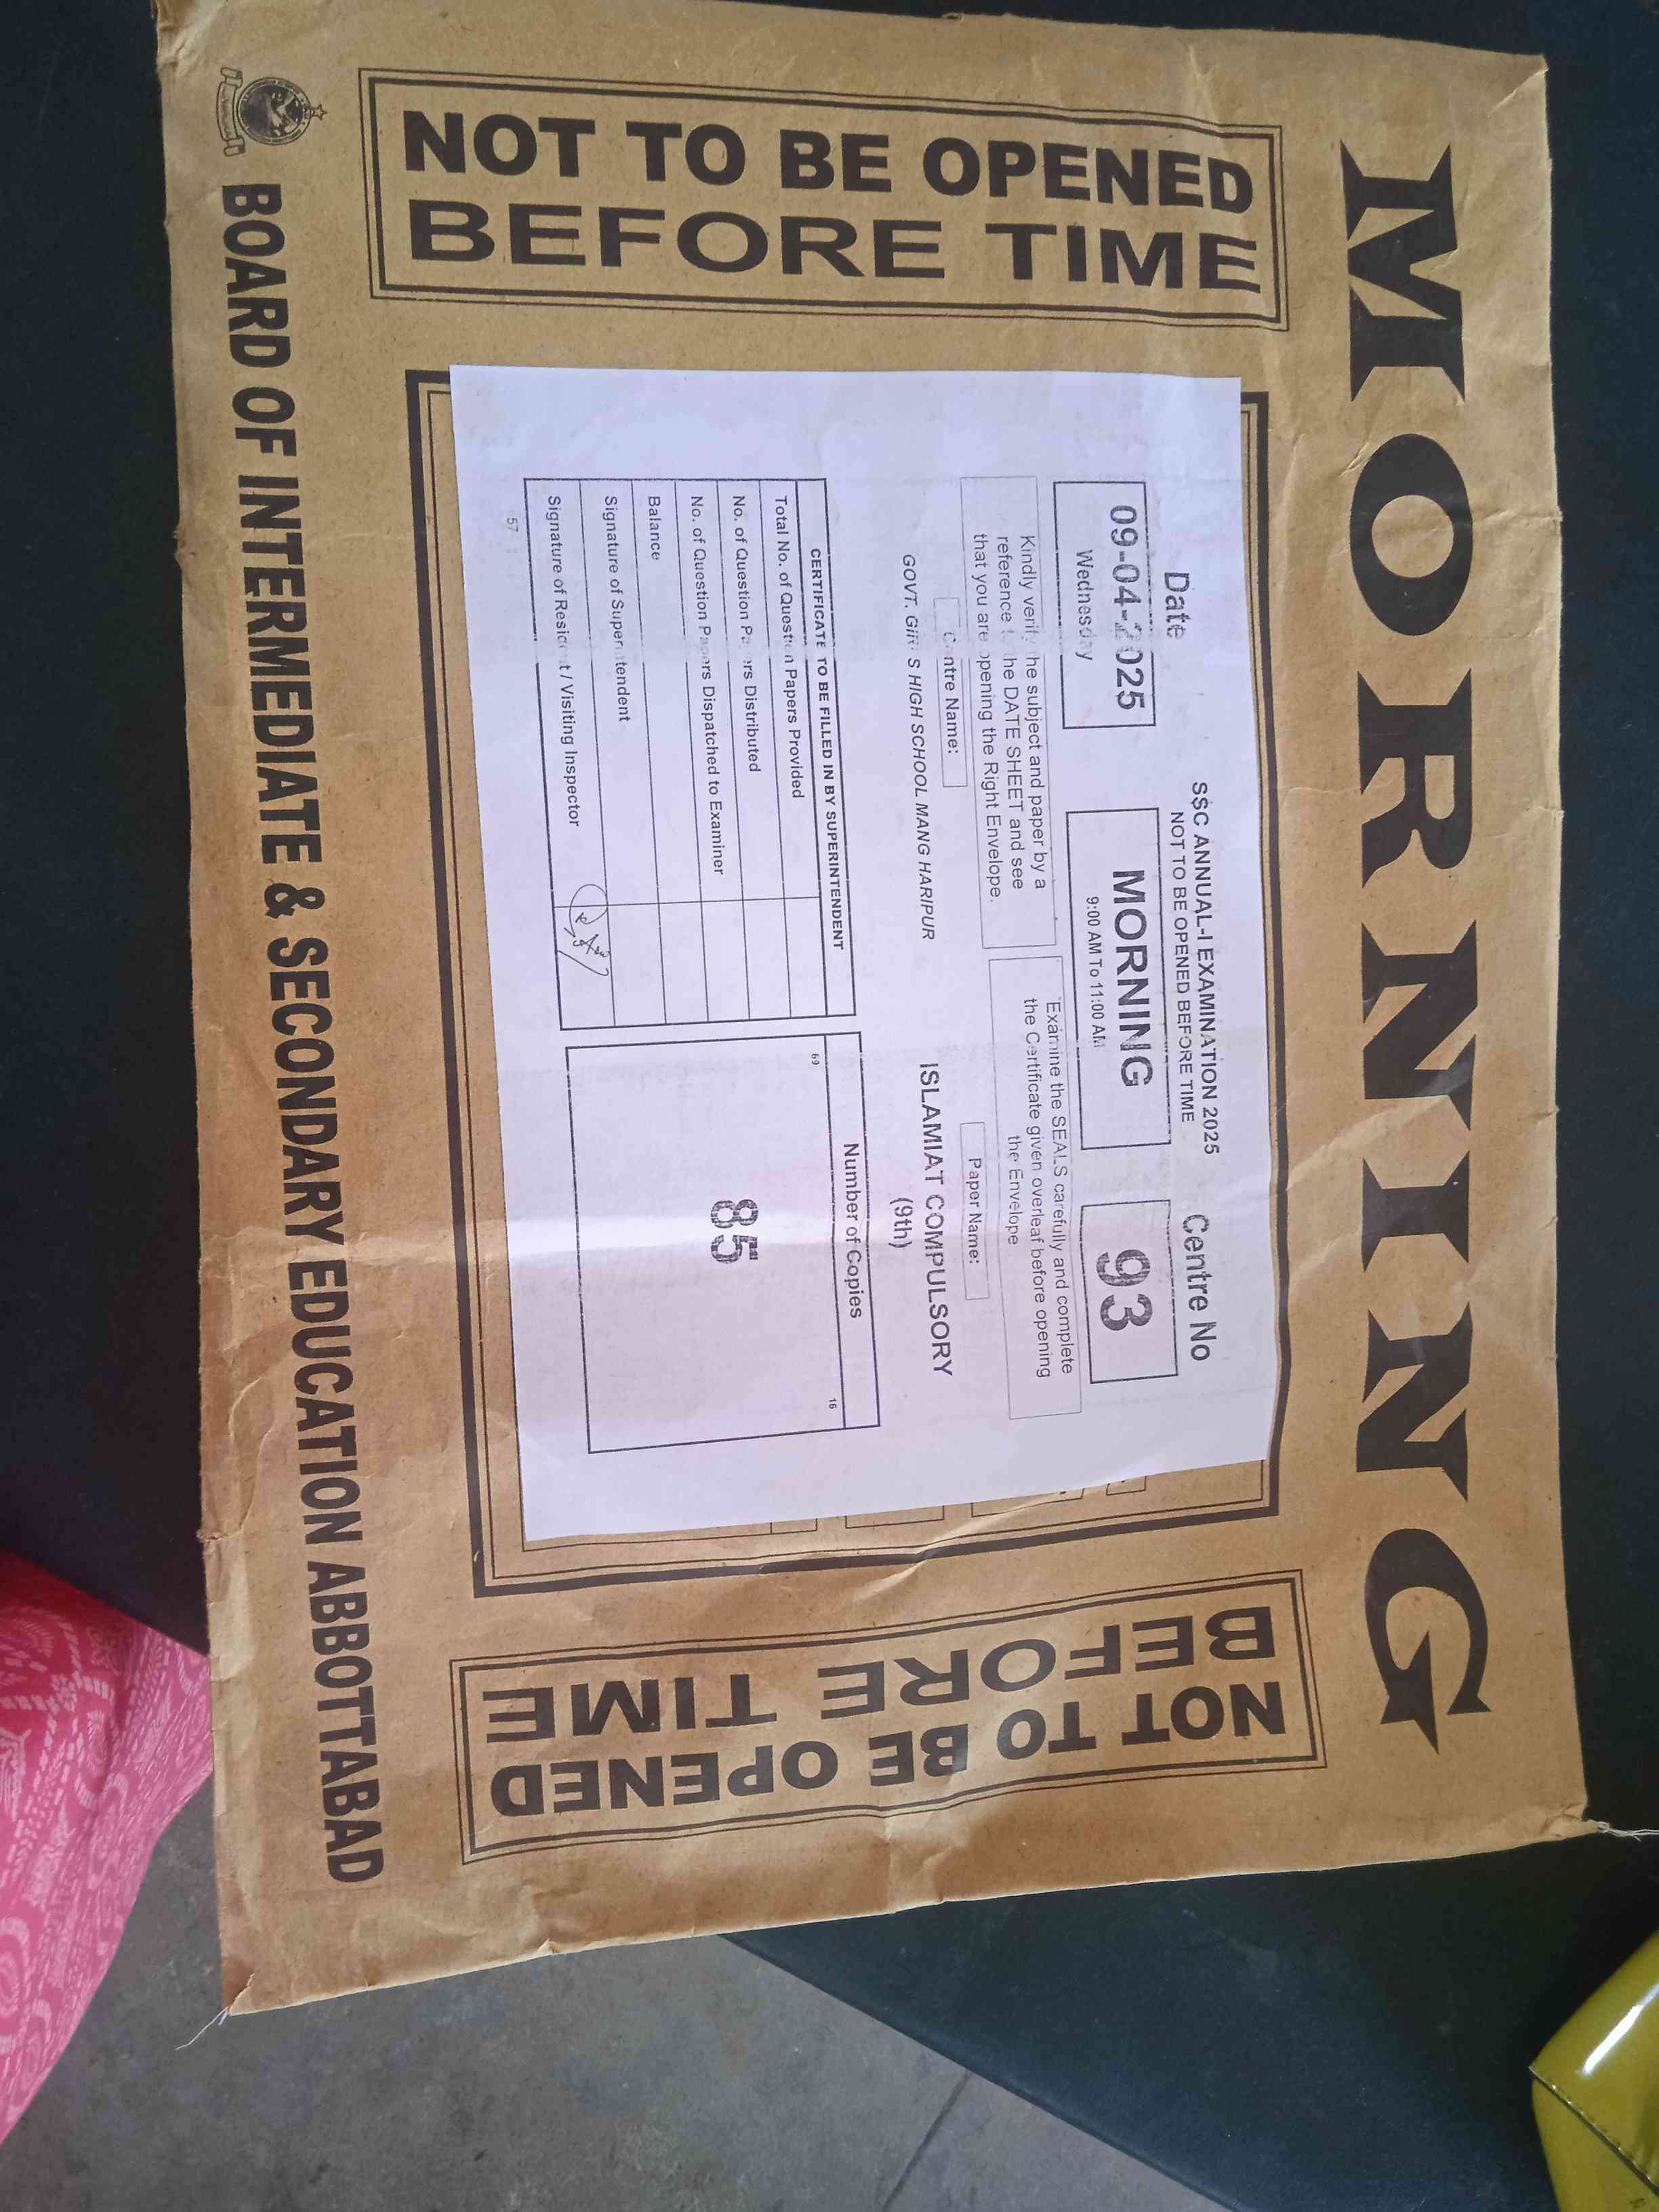 MORNING
NOT TO BE OPENED
BEFORE TIME
SSC ANNUAL-I EXAMINATION 2025
NOT TO BE OPENED BEFORE TIME
Date
09-04-2025
Wednesday
MORNING
9:00 AM To 11:00 AM
Centre No
93
Kindly verify the subject and paper by a
reference to the DATE SHEET and see
that you are opening the Right Envelope.
Examine the SEALS carefully and complete
the Certificate given overleaf before opening
the Envelope
Centre Name:
GOVT. GIRLS HIGH SCHOOL MANG HARIPUR
Paper Name:
ISLAMIAT COMPULSORY
(9th)
CERTIFICATE TO BE FILLED IN BY SUPERINTENDENT
Total No. of Question Papers Provided
No. of Question Papers Distributed
No. of Question Papers Dispatched to Examiner
Balance
Signature of Superintendent
Signature of Resident / Visiting Inspector
57
Number of Copies
69
16
85
NOT TO BE OPENED
BEFORE TIME
BOARD OF INTERMEDIATE & SECONDARY EDUCATION ABBOTTABAD